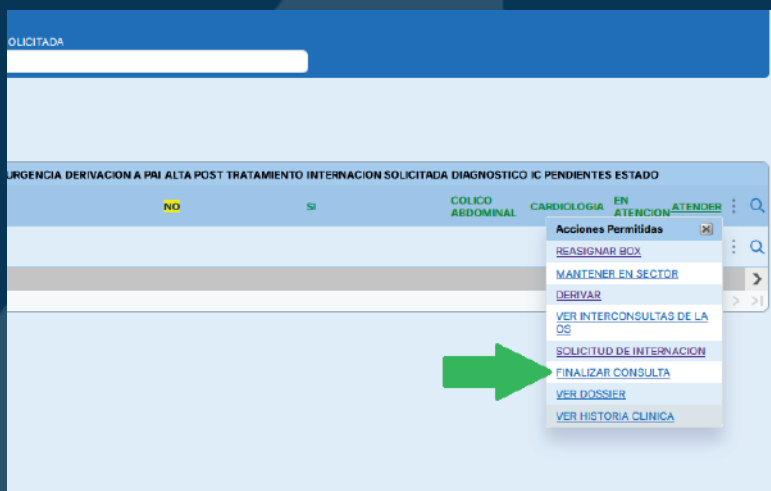 OLICITADA
URGENCIA DERIVACION A PAI ALTA POST TRATAMIENTO INTERNACION SOLICITADA DIAGNOSTICO IC PENDIENTES ESTADO
NO SI COLICO ABDOMINAL CARDIOLOGIA EN ATENCION ATENDER
Acciones Permitidas
REASIGNAR BOX
MANTENER EN SECTOR
DERIVAR
VER INTERCONSULTAS DE LA
OS
SOLICITUD DE INTERNACION
FINALIZAR CONSULTA
VER DOSSIER
VER HISTORIA CLINICA